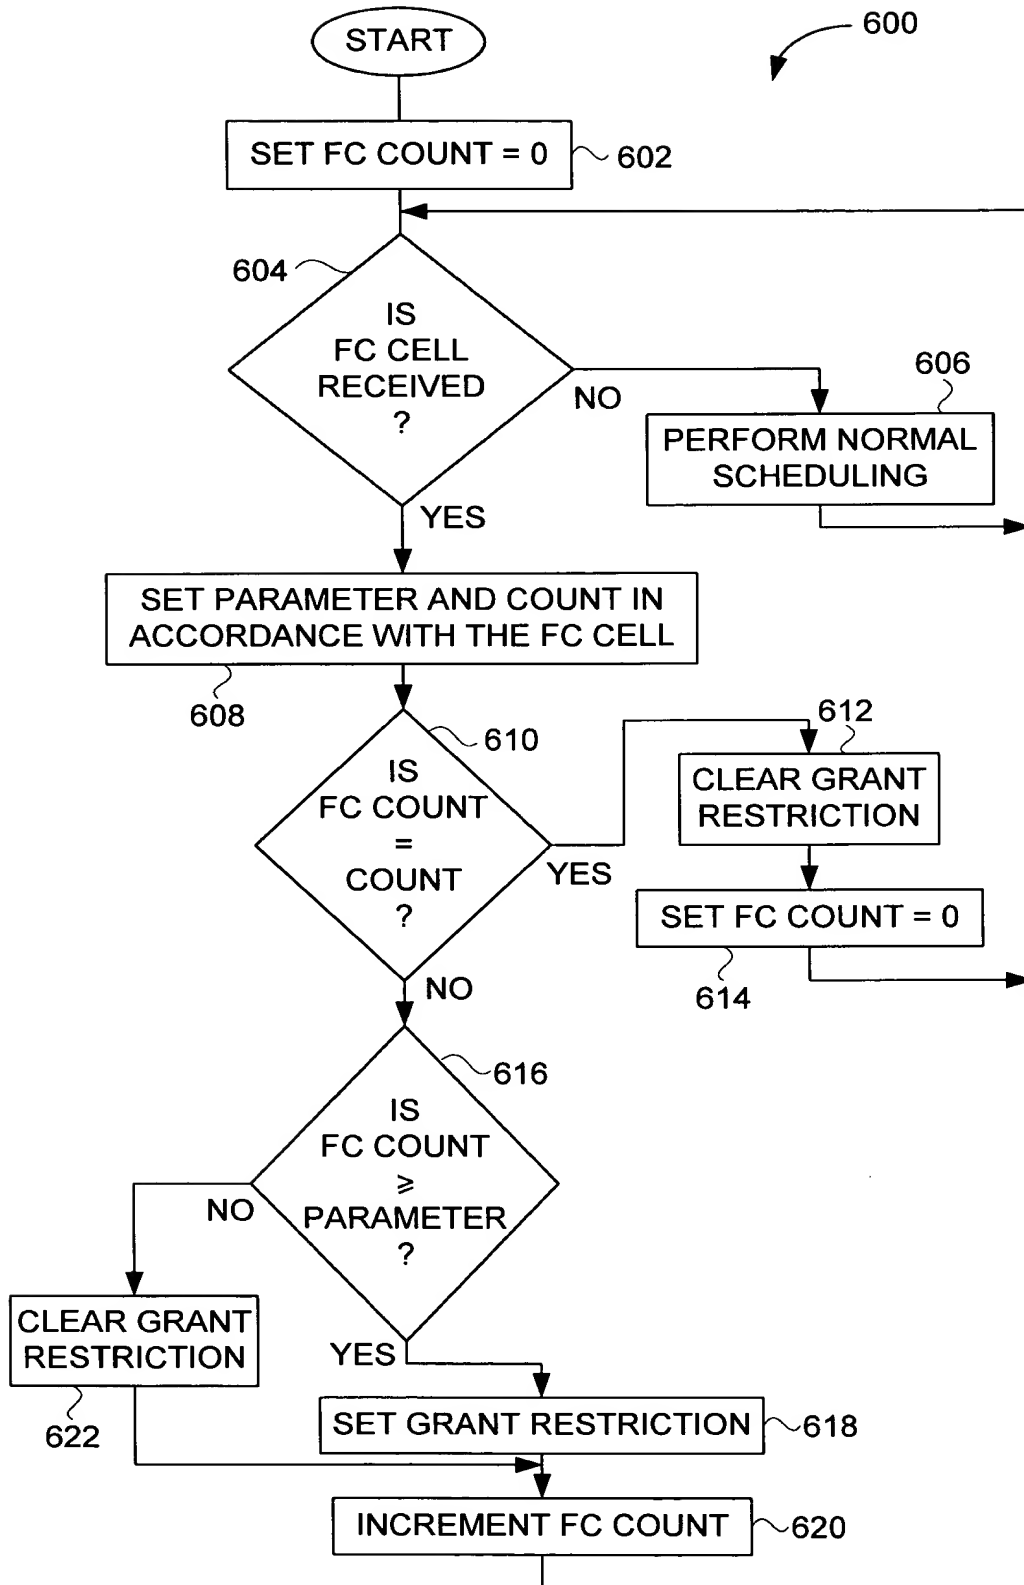 START
600
SET FC COUNT = 0
602
604
IS
FC CELL
RECEIVED
?
NO
606
PERFORM NORMAL
SCHEDULING
YES
SET PARAMETER AND COUNT IN
ACCORDANCE WITH THE FC CELL
608
610
IS
FC COUNT
=
COUNT
?
YES
612
CLEAR GRANT
RESTRICTION
SET FC COUNT = 0
614
NO
616
IS
FC COUNT
⩾
PARAMETER
?
NO
CLEAR GRANT
RESTRICTION
622
YES
SET GRANT RESTRICTION
618
INCREMENT FC COUNT
620